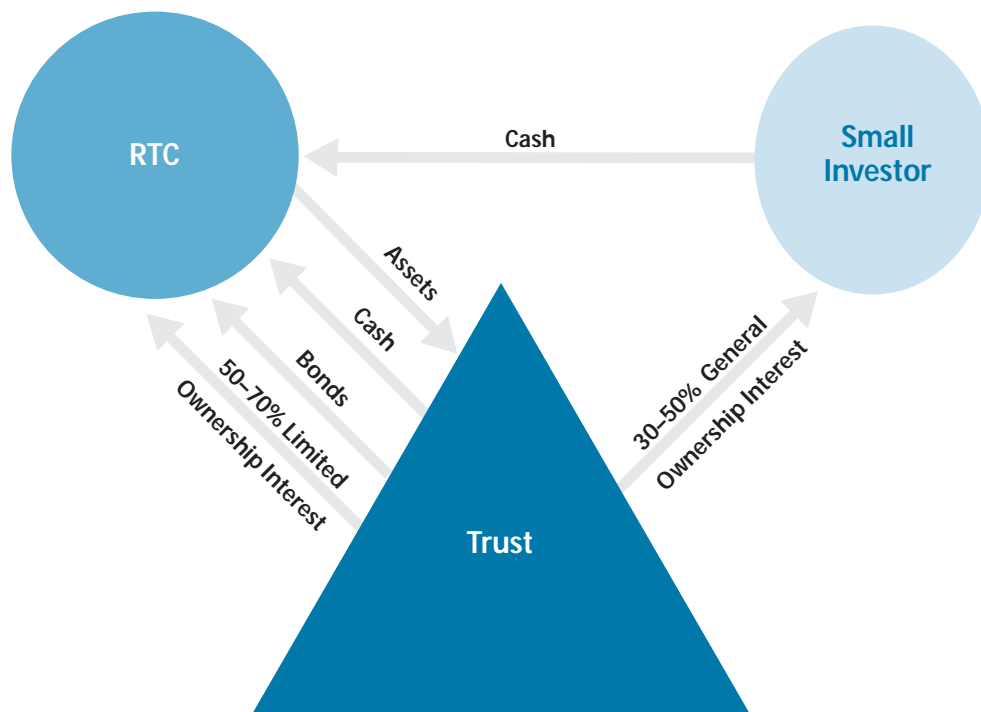 RTC
Cash
Small
Investor
Assets
Cash
Bonds
50–70% Limited
Ownership Interest
30–50% General
Ownership Interest
Trust